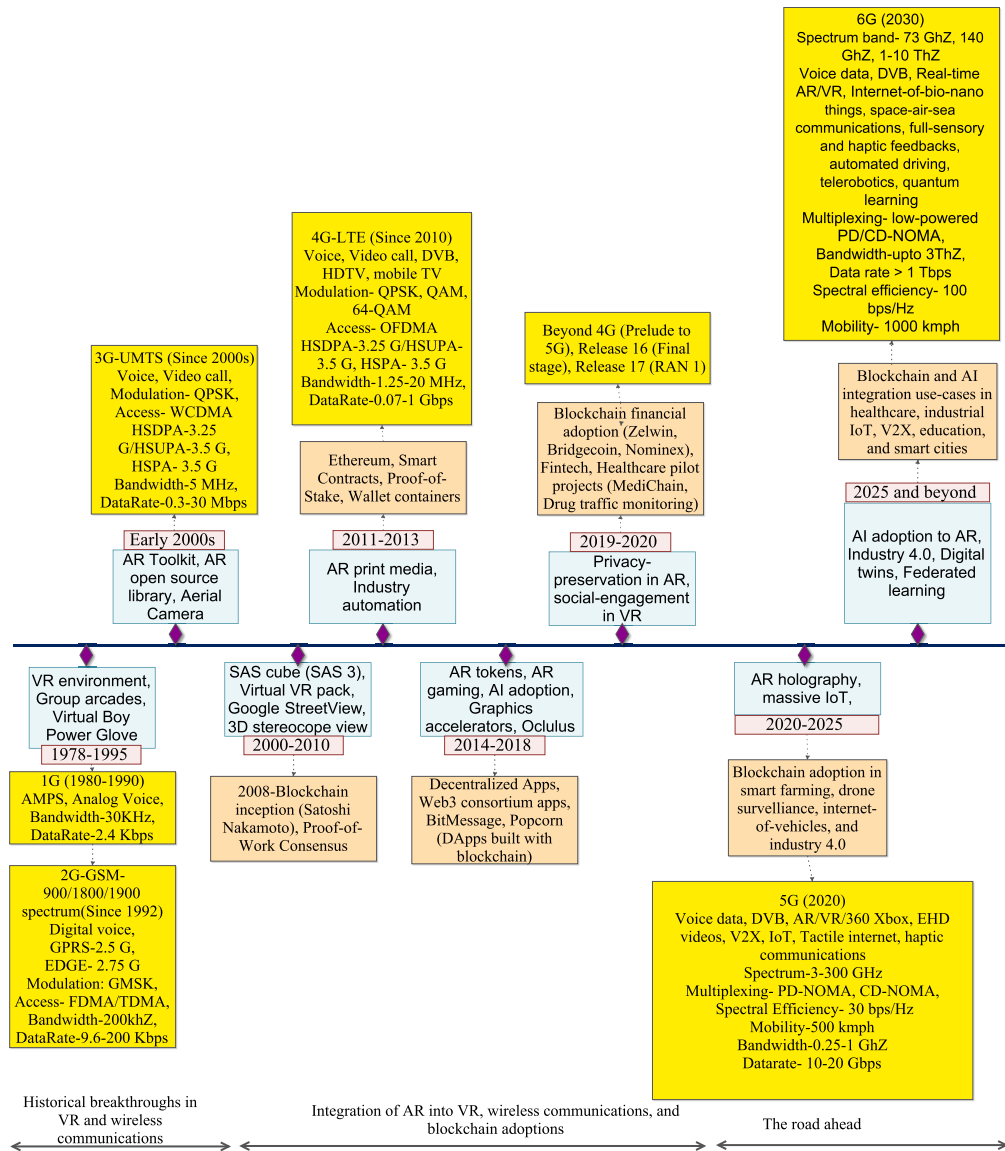 6G (2030)
Spectrum band- 73 GhZ, 140
GhZ, 1-10 ThZ
Voice data, DVB, Real-time
AR/VR, Internet-of-bio-nano
things, space-air-sea
communications, full-sensory
and haptic feedbacks,
automated driving,
telerobotics, quantum
learning
Multiplexing- low-powered
PD/CD-NOMA,
Bandwidth-upto 3ThZ,
Data rate > 1 Tbps
Spectral efficiency- 100
bps/Hz
Mobility- 1000 kmph
4G-LTE (Since 2010)
Voice, Video call, DVB,
HDTV, mobile TV
Modulation- QPSK, QAM,
64-QAM
Access- OFDMA
HSDPA-3.25 G/HSUPA-
3.5 G, HSPA- 3.5 G
Bandwidth-1.25-20 MHz,
DataRate-0.07-1 Gbps
Beyond 4G (Prelude to
5G), Release 16 (Final
stage), Release 17 (RAN 1)
3G-UMTS (Since 2000s)
Voice, Video call,
Modulation- QPSK,
Access- WCDMA
HSDPA-3.25
G/HSUPA-3.5 G,
HSPA- 3.5 G
Bandwidth-5 MHz,
DataRate-0.3-30 Mbps
Ethereum, Smart
Contracts, Proof-of-
Stake, Wallet containers
Blockchain financial
adoption (Zelwin,
Bridgecoin, Nominex),
Fintech, Healthcare pilot
projects (MediChain,
Drug traffic monitoring)
Blockchain and AI
integration use-cases in
healthcare, industrial
IoT, V2X, education,
and smart cities
Early 2000s
2011-2013
2019-2020
2025 and beyond
AR Toolkit, AR
open source
library, Aerial
Camera
AR print media,
Industry
automation
Privacy-
preservation in AR,
social-engagement
in VR
AI adoption to AR,
Industry 4.0, Digital
twins, Federated
learning
VR environment,
Group arcades,
Virtual Boy
Power Glove
1978-1995
1G (1980-1990)
AMPS, Analog Voice,
Bandwidth-30KHz,
DataRate-2.4 Kbps
2G-GSM-
900/1800/1900
spectrum(Since 1992)
Digital voice,
GPRS-2.5 G,
EDGE- 2.75 G
Modulation: GMSK,
Access- FDMA/TDMA,
Bandwidth-200khZ,
DataRate-9.6-200 Kbps
SAS cube (SAS 3),
Virtual VR pack,
Google StreetView,
3D stereocope view
2000-2010
2008-Blockchain
inception (Satoshi
Nakamoto), Proof-of-
Work Consensus
AR tokens, AR
gaming, AI adoption,
Graphics
accelerators, Oclulus
2014-2018
Decentralized Apps,
Web3 consortium apps,
BitMessage, Popcorn
(DApps built with
blockchain)
AR holography,
massive IoT,
2020-2025
Blockchain adoption in
smart farming, drone
survelliance, internet-
of-vehicles, and
industry 4.0
5G (2020)
Voice data, DVB, AR/VR/360 Xbox, EHD
videos, V2X, IoT, Tactile internet, haptic
communications
Spectrum-3-300 GHz
Multiplexing- PD-NOMA, CD-NOMA,
Spectral Efficiency- 30 bps/Hz
Mobility-500 kmph
Bandwidth-0.25-1 GhZ
Datarate- 10-20 Gbps
Historical breakthroughs in
VR and wireless
communications
Integration of AR into VR, wireless communications, and
blockchain adoptions
The road ahead